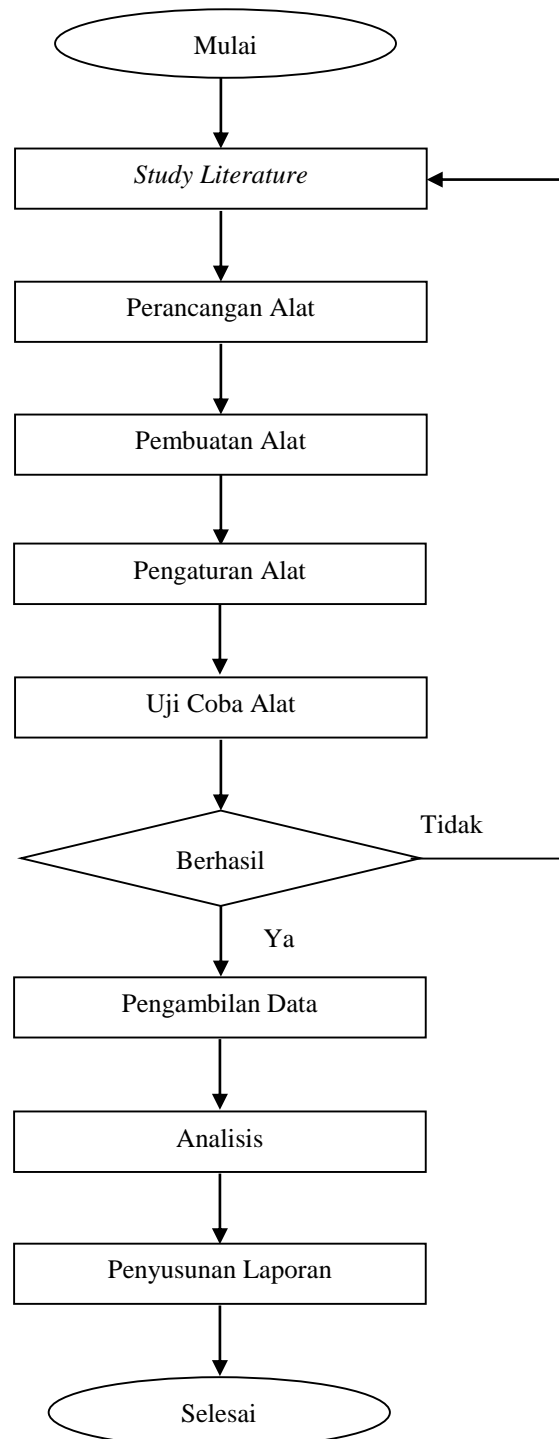 Mulai
Study Literature
Perancangan Alat
Pembuatan Alat
Pengaturan Alat
Uji Coba Alat
Tidak
Berhasil
Ya
Pengambilan Data
Analisis
Penyusunan Laporan
Selesai